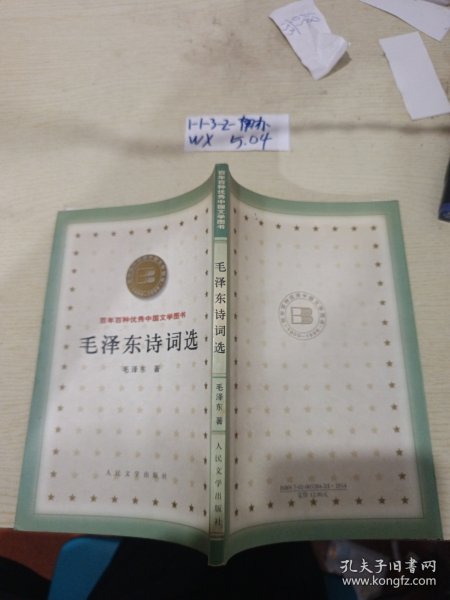 1-1-3-2-
WX 5.04
百年百种优秀中国文学图书
毛泽东诗词选
毛泽东 著
人民文学出版社
百年百种优秀中国文学图书
毛泽东诗词选
毛泽东 著
人民文学出版社
孔夫子旧书网
www.kongfz.com